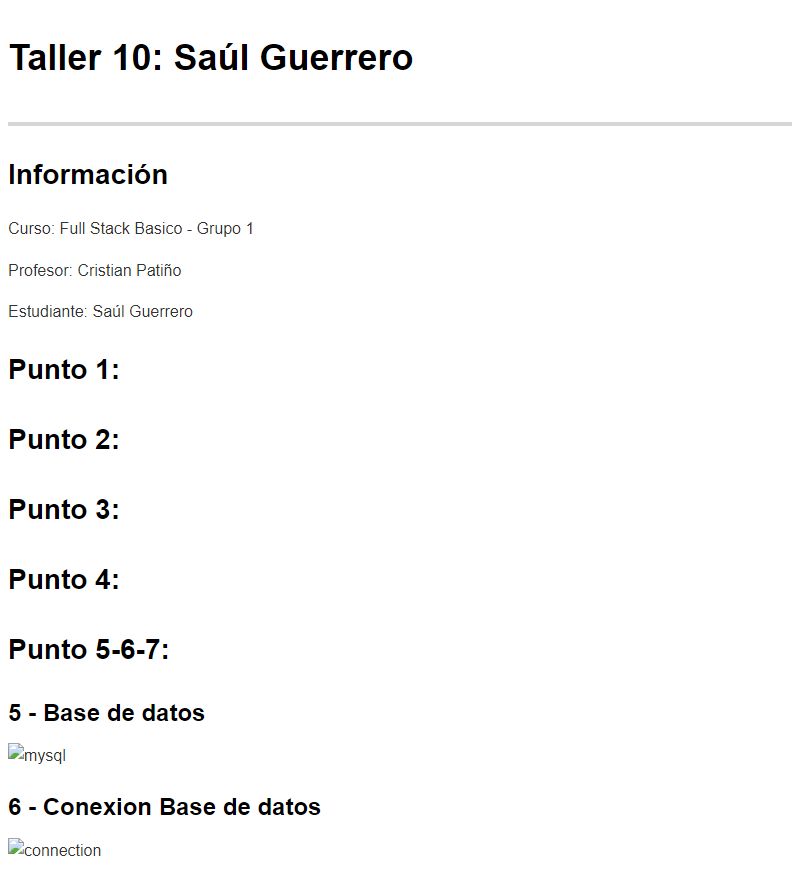 Taller 10: Saúl Guerrero
Información
Curso: Full Stack Basico - Grupo 1
Profesor: Cristian Patiño
Estudiante: Saúl Guerrero
Punto 1:
Punto 2:
Punto 3:
Punto 4:
Punto 5-6-7:
5 - Base de datos
mysql
6 - Conexion Base de datos
connection